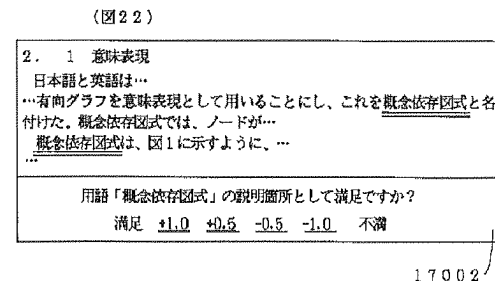 (図22)
2. 1 意味表現
日本語と英語は…
…有向グラフを意味表現として用いることにし、これを概念依存図式と名
付けた。概念依存図式では、ノードが…
概念依存図式は、図1に示すように、…
…
用語「概念依存図式」の説明箇所として満足ですか?
満足 +1.0 +0.5 -0.5 -1.0 不満
17002